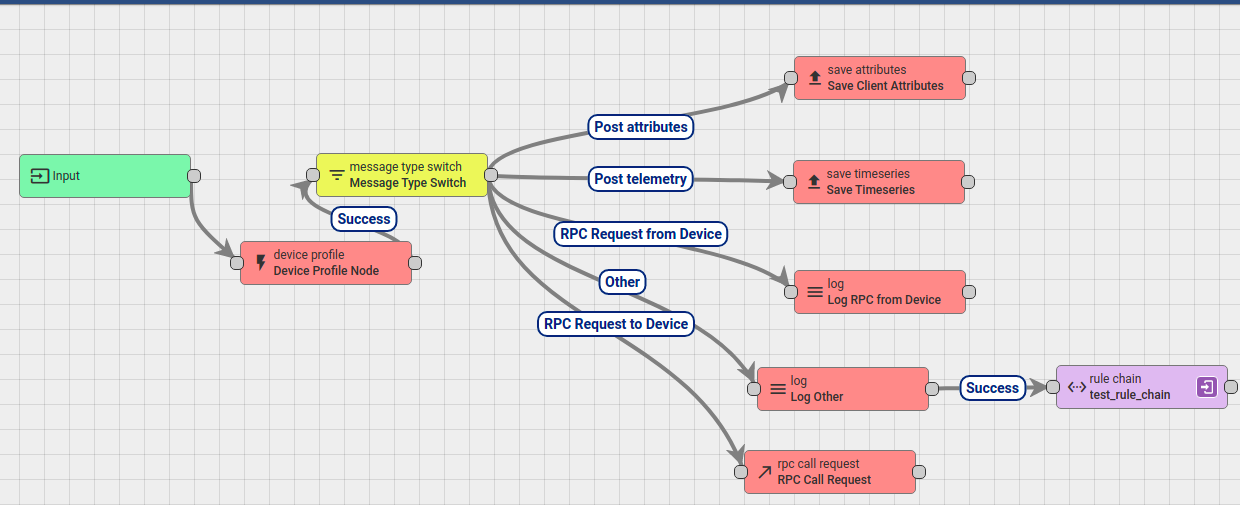 save attributes
Save Client Attributes
Post attributes
Input
message type switch
Message Type Switch
Post telemetry
save timeseries
Save Timeseries
Success
device profile
Device Profile Node
RPC Request from Device
log
Log RPC from Device
Other
RPC Request to Device
log
Log Other
Success
rule chain
test_rule_chain
rpc call request
RPC Call Request